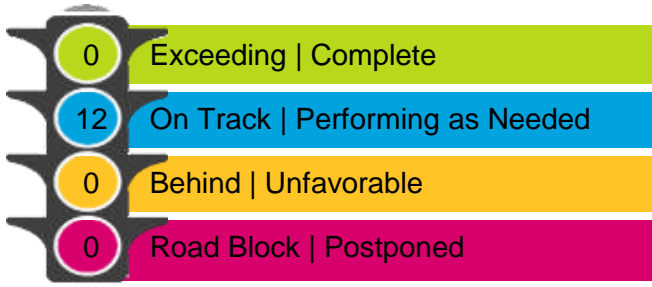 0 Exceeding | Complete
12 On Track | Performing as Needed
0 Behind | Unfavorable
0 Road Block | Postponed